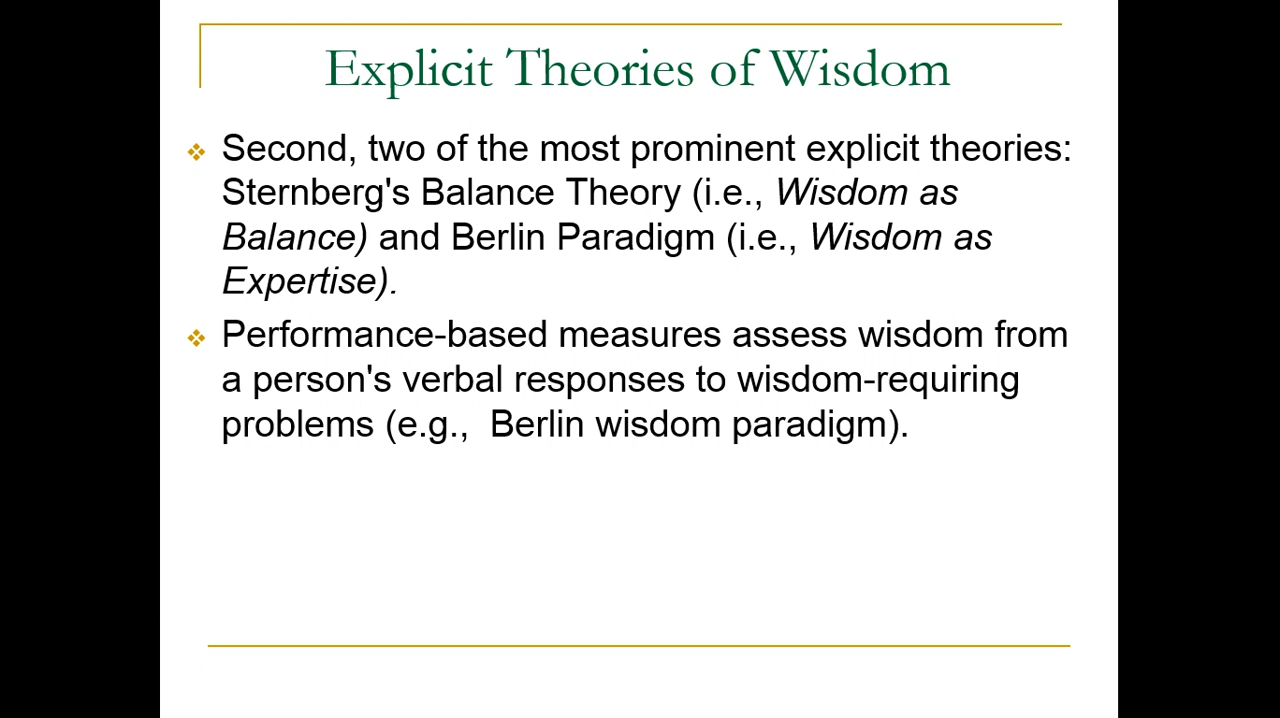 Explicit Theories of Wisdom
Second, two of the most prominent explicit theories:
Sternberg's Balance Theory (i.e., Wisdom as
Balance) and Berlin Paradigm (i.e., Wisdom as
Expertise).
Performance-based measures assess wisdom from
a person's verbal responses to wisdom-requiring
problems (e.g.,  Berlin wisdom paradigm).